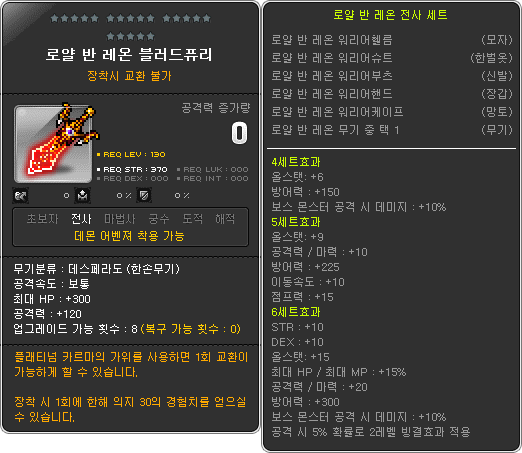 로얄 반 레온 블러드퓨리
장착시 교환 불가
공격력 증가량
0
REQ LEV : 130
REQ STR : 370
REQ LUK : 000
REQ DEX : 000
REQ INT : 000
0
0 %
0 %
초보자 전사 마법사 궁수 도적 해적
데몬 어벤져 착용 가능
무기분류 : 데스페라도 (한손무기)
공격속도 : 보통
최대 HP : +300
공격력 : +120
업그레이드 가능 횟수 : 8 (복구 가능 횟수 : 0)
플래티넘 카르마의 가위를 사용하면 1회 교환이
가능하게 할 수 있습니다.
장착 시 1회에 한해 의지 30의 경험치를 얻으실
수 있습니다.
로얄 반 레온 전사 세트
로얄 반 레온 워리어헬름 (모자)
로얄 반 레온 워리어슈트 (한벌옷)
로얄 반 레온 워리어부츠 (신발)
로얄 반 레온 워리어핸드 (장갑)
로얄 반 레온 워리어케이프 (망토)
로얄 반 레온 무기 중 택 1 (무기)
4세트효과
올스탯: +6
방어력 : +150
보스 몬스터 공격 시 데미지 : +10%
5세트효과
올스탯: +9
공격력 / 마력 : +10
방어력 : +225
이동속도 : +10
점프력 : +15
6세트효과
STR : +10
DEX : +10
올스탯: +15
최대 HP / 최대 MP : +15%
공격력 / 마력 : +20
방어력 : +300
보스 몬스터 공격 시 데미지 : +10%
공격 시 5% 확률로 2레벨 빙결효과 적용